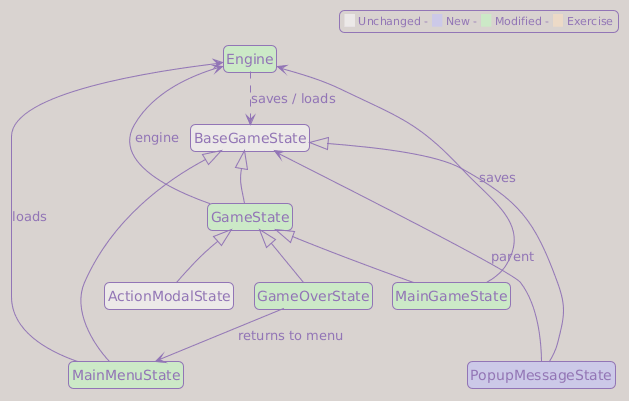 Unchanged - New - Modified - Exercise
Engine
saves / loads
BaseGameState
engine
saves
loads
GameState
parent
ActionModalState
GameOverState
MainGameState
returns to menu
MainMenuState
PopupMessageState